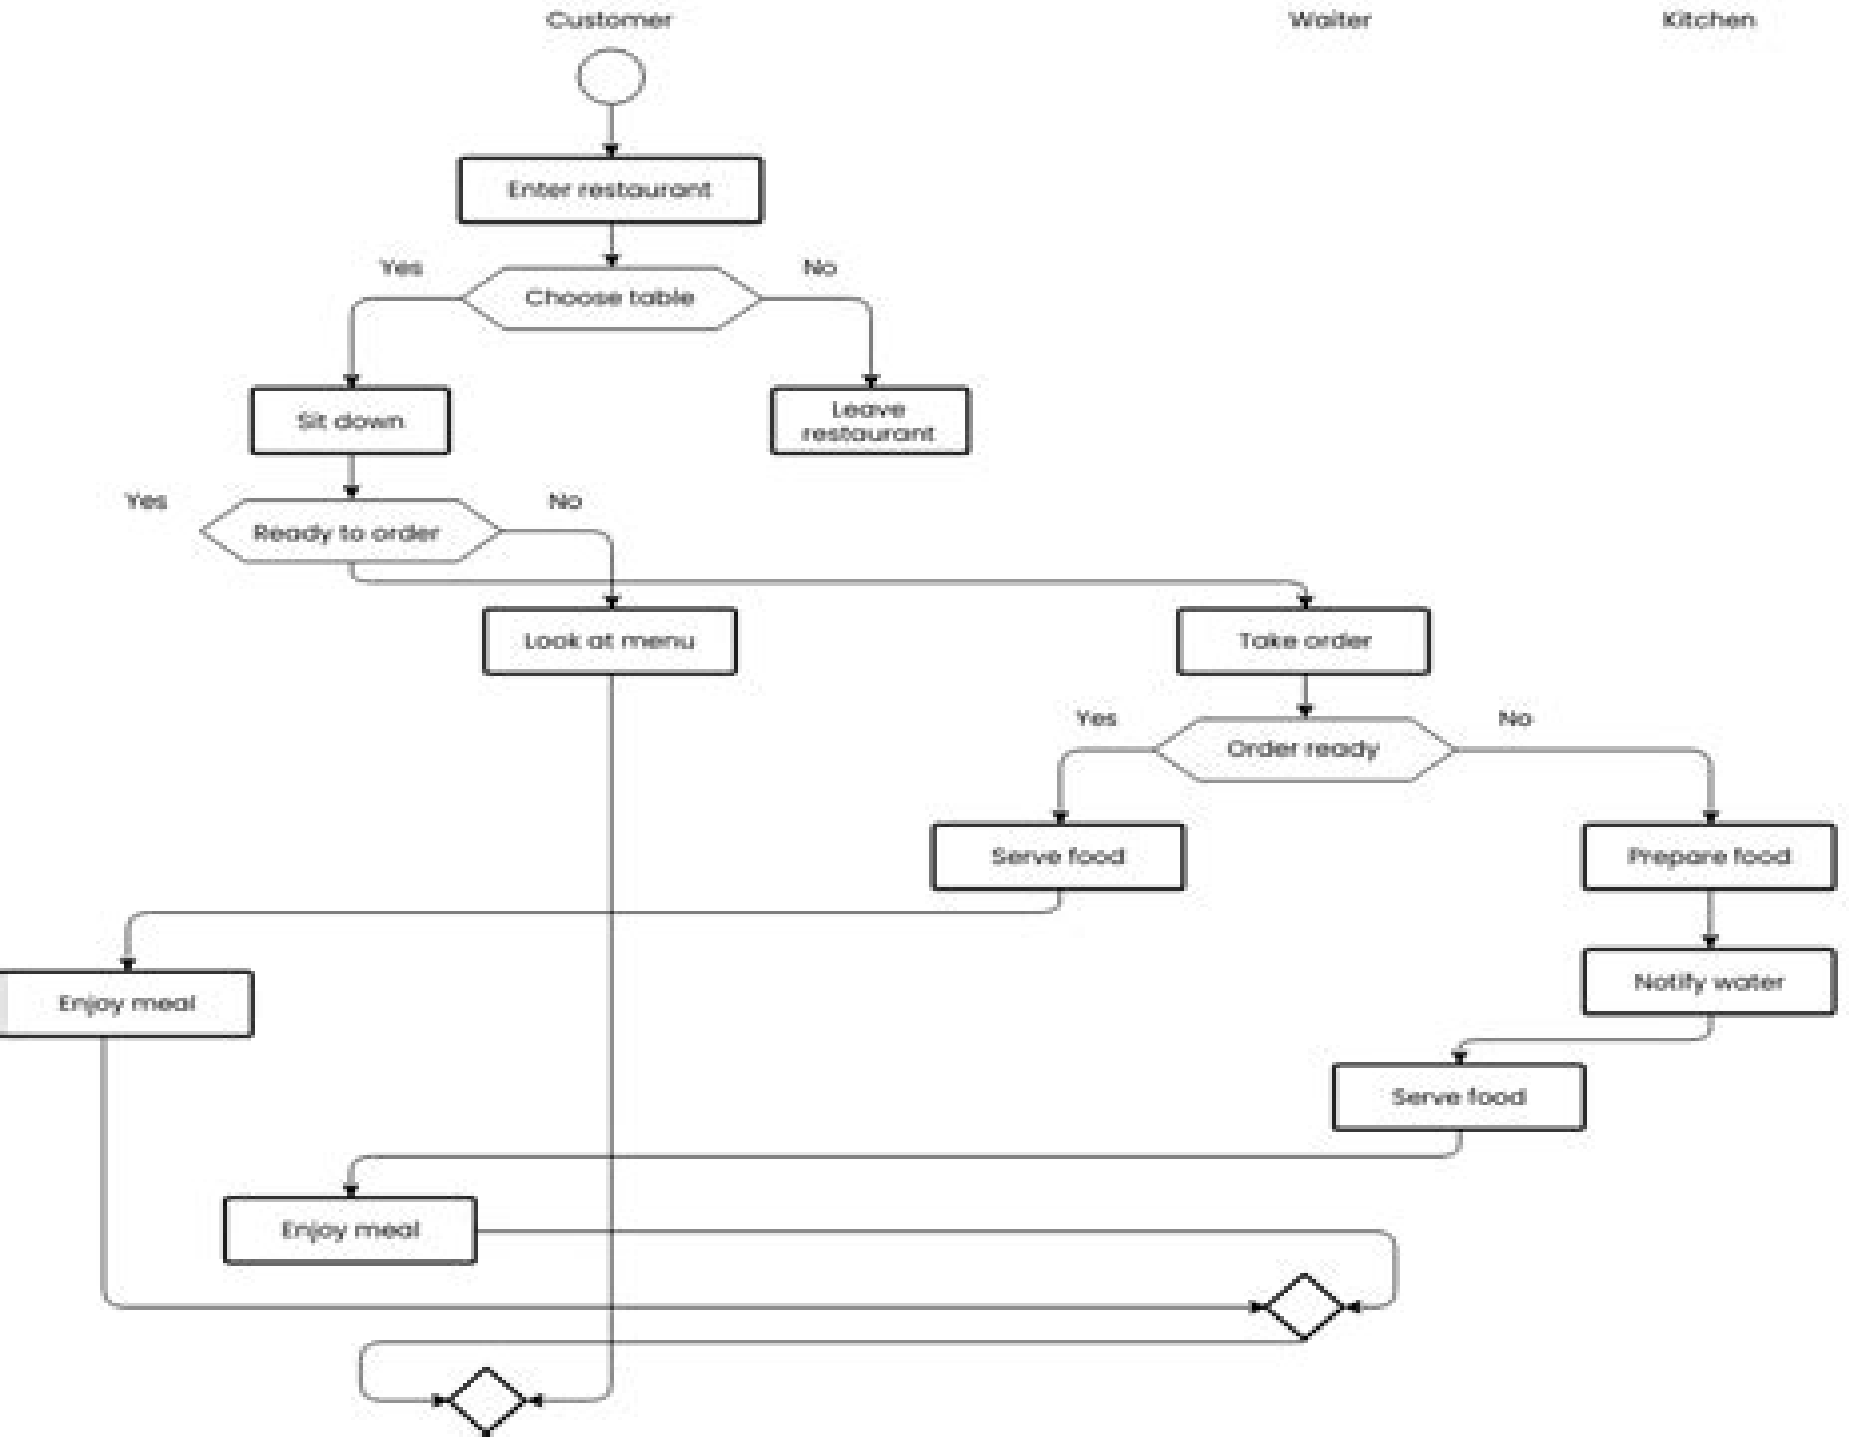 Customer
Waiter
Kitchen
Enter restaurant
Yes
No
Choose table
Sit down
Leave
restaurant
Yes
No
Ready to order
Look at menu
Take order
Yes
No
Order ready
Serve food
Prepare food
Enjoy meal
Notify water
Serve food
Enjoy meal